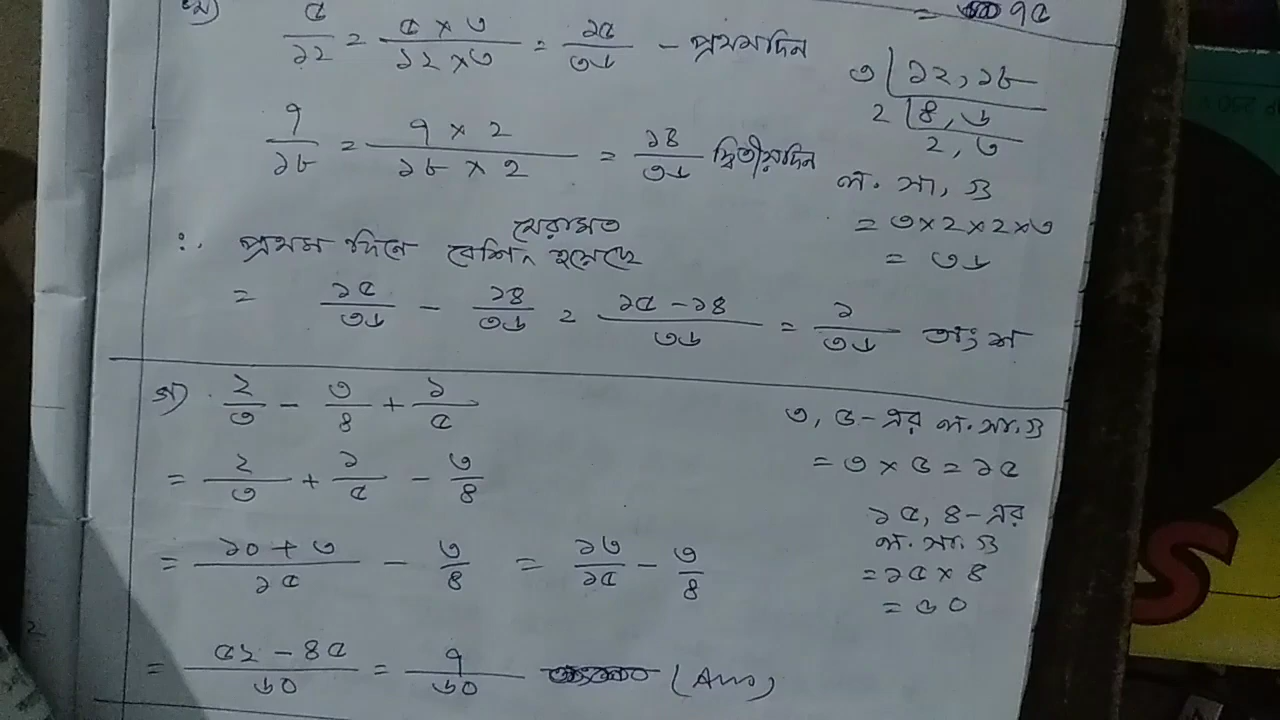 = ৭৫
৫/১২ = ৫ × ৩/১২ × ৩ = ১৫/৩৬ - প্রথমদিন
৭/১৮ = ৭ × ২/১৮ × ২ = ১৪/৩৬ দ্বিতীয়দিন
৩ | ১২, ১৮
২ | ৪, ৬
২, ৩
ল. সা, গু
= ৩×২×২×৩
= ৩৬
মেরামত
∴ প্রথম দিনে বেশি হয়েছে
= ১৫/৩৬ - ১৪/৩৬ = ১৫ - ১৪/৩৬ = ১/৩৬ অংশ
গ) ২/৩ - ৩/৪ + ১/৫
= ২/৩ + ১/৫ - ৩/৪
= ১০ + ৩/১৫ - ৩/৪ = ১৩/১৫ - ৩/৪
= ৫২ - ৪৫/৬০ = ৭/৬০ (Ans)
৩, ৫-এর ল. সা. গু
= ৩ × ৫ = ১৫
১৫, ৪-এর
ল. সা. গু
= ১৫ × ৪
= ৬০